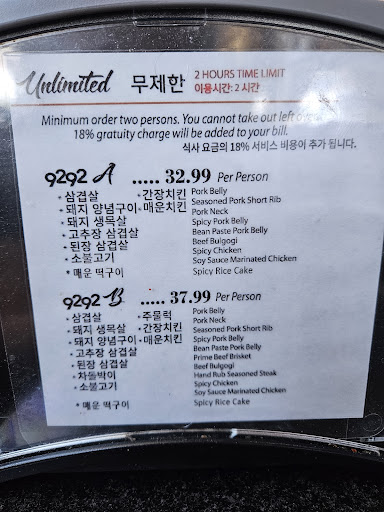 Unlimited 무제한 2 HOURS TIME LIMIT
이용시간: 2 시간
Minimum order two persons. You cannot take out left
18% gratuity charge will be added to your bill.
식사 요금의 18% 서비스 비용이 추가 됩니다.
9292 A ..... 32.99 Per Person
• 삼겹살 • 간장치킨
• 돼지 양념구이 • 매운치킨
• 돼지 생목살
• 고추장 삼겹살
• 된장 삼겹살
• 소불고기
* 매운 떡구이
Pork Belly
Seasoned Pork Short Rib
Pork Neck
Spicy Pork Belly
Bean Paste Pork Belly
Beef Bulgogi
Spicy Chicken
Soy Sauce Marinated Chicken
Spicy Rice Cake
9292 B ..... 37.99 Per Person
• 삼겹살 • 주물럭
• 돼지 생목살 • 간장치킨
• 돼지 양념구이 • 매운치킨
• 고추장 삼겹살
• 된장 삼겹살
• 차돌박이
• 소불고기
* 매운 떡구이
Pork Belly
Pork Neck
Seasoned Pork Short Rib
Spicy Pork Belly
Bean Paste Pork Belly
Prime Beef Brisket
Beef Bulgogi
Hand Rub Seasoned Steak
Spicy Chicken
Soy Sauce Marinated Chicken
Spicy Rice Cake